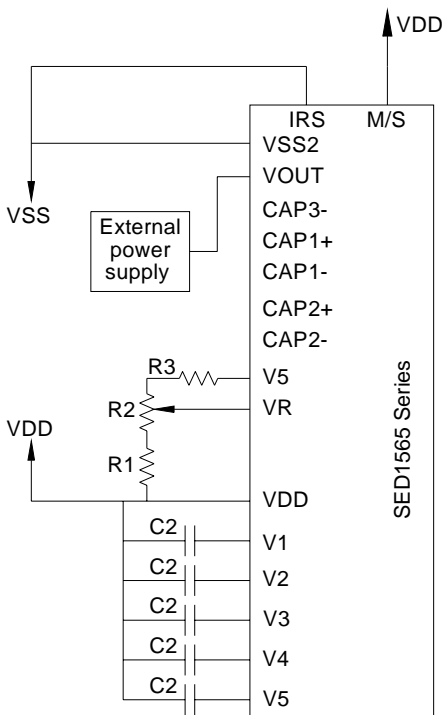 VDD
IRS M/S
VSS2
VOUT
VSS
CAP3-
External
power
supply
CAP1+
CAP1-
CAP2+
CAP2-
R3
V5
R2
VR
VDD
R1
VDD
C2
V1
C2
V2
C2
V3
C2
V4
C2
V5
SED1565 Series